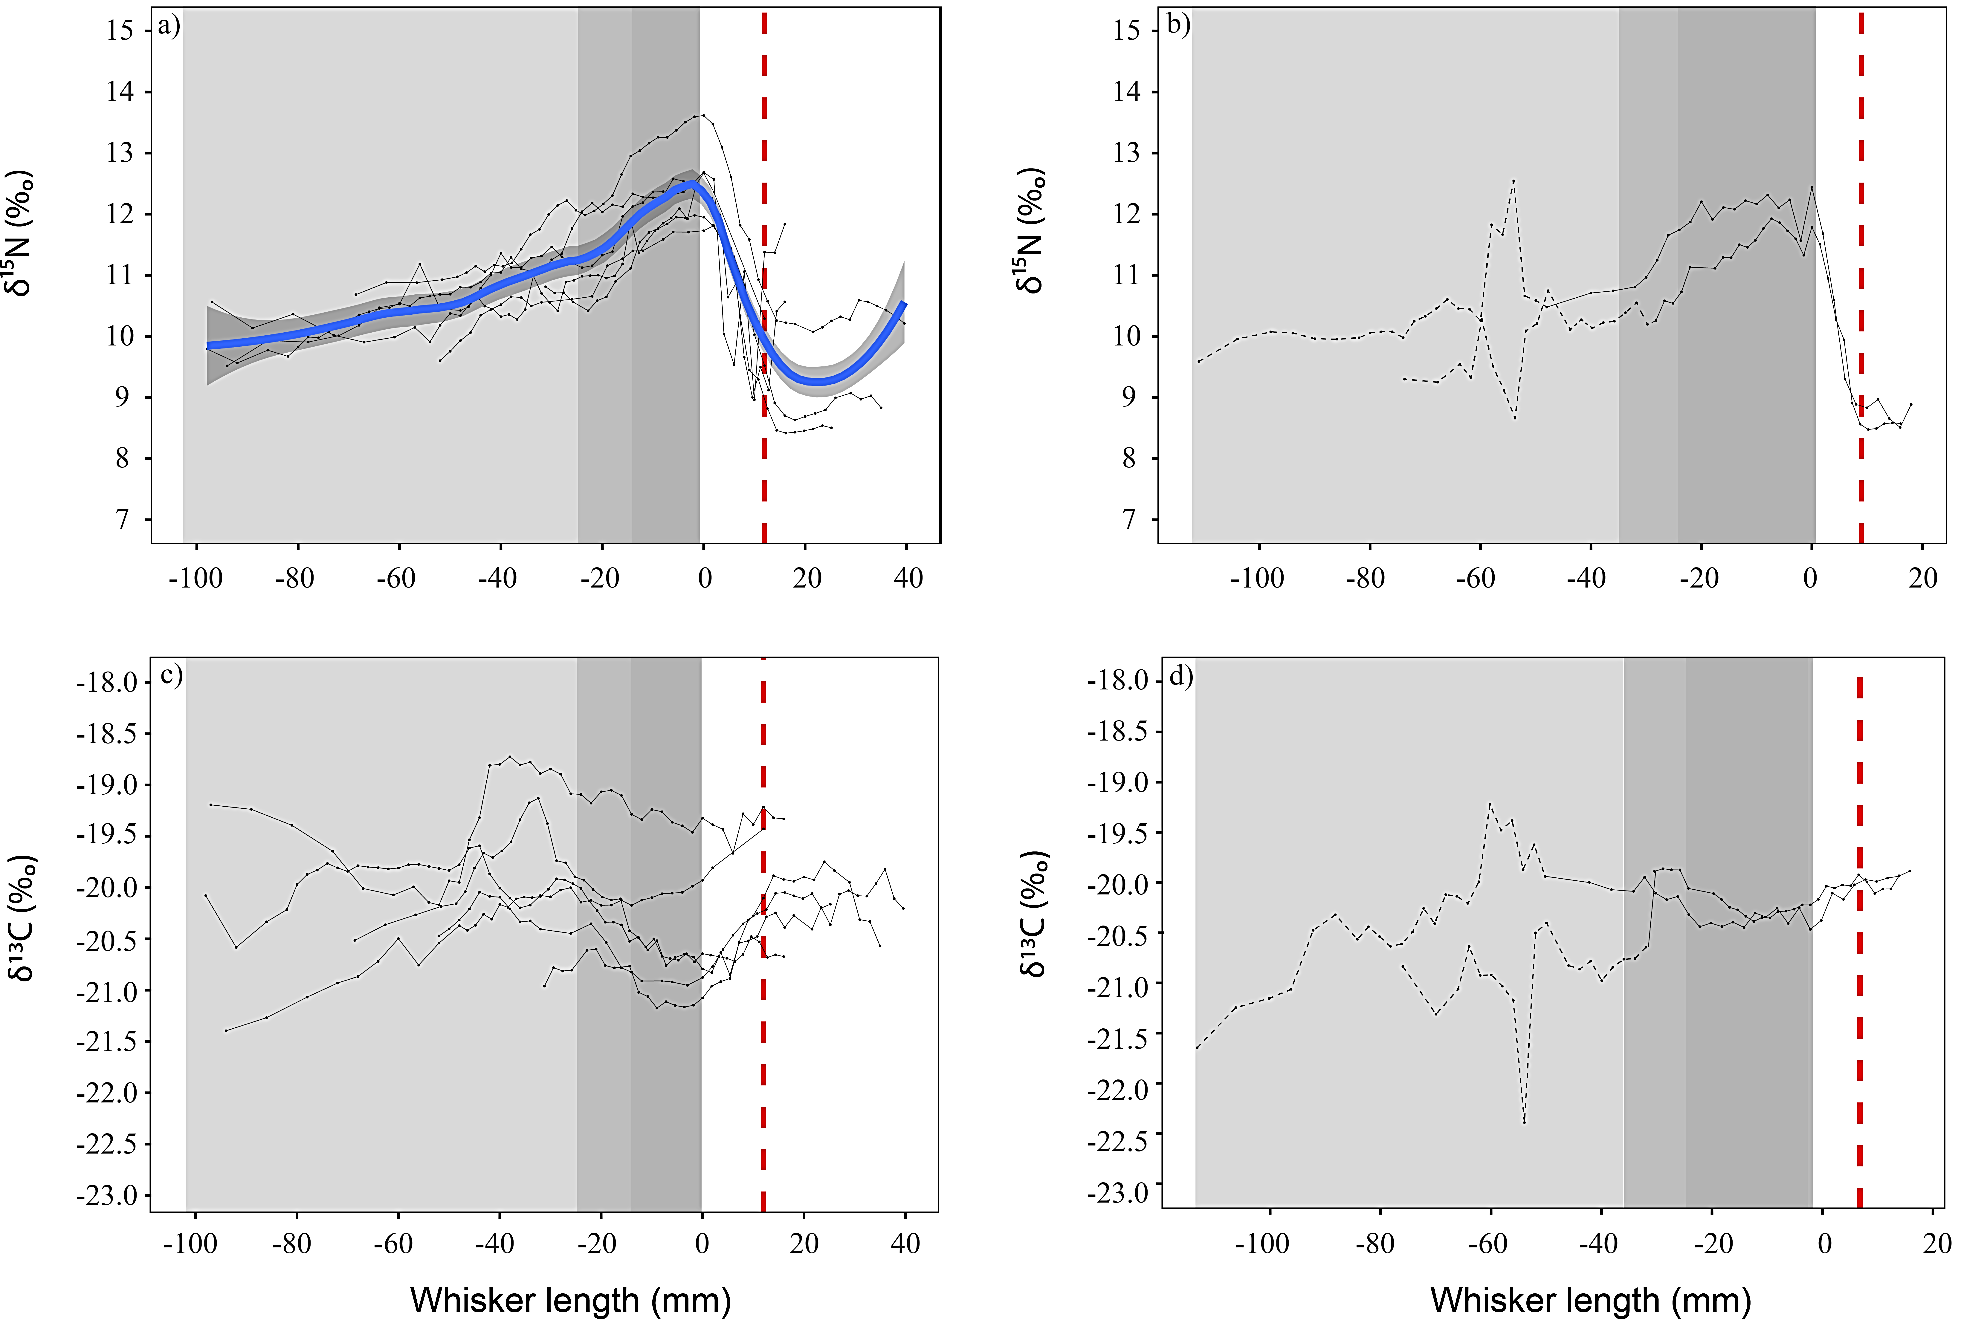 a)
15
14
13
12
11
10
9
8
7
δ¹⁵N (‰)
-100 -80 -60 -40 -20 0 20 40
b)
15
14
13
12
11
10
9
8
7
δ¹⁵N (‰)
-100 -80 -60 -40 -20 0 20
c)
-18.0
-18.5
-19.0
-19.5
-20.0
-20.5
-21.0
-21.5
-22.0
-22.5
-23.0
δ¹³C (‰)
-100 -80 -60 -40 -20 0 20 40
Whisker length (mm)
d)
-18.0
-18.5
-19.0
-19.5
-20.0
-20.5
-21.0
-21.5
-22.0
-22.5
-23.0
δ¹³C (‰)
-100 -80 -60 -40 -20 0 20
Whisker length (mm)